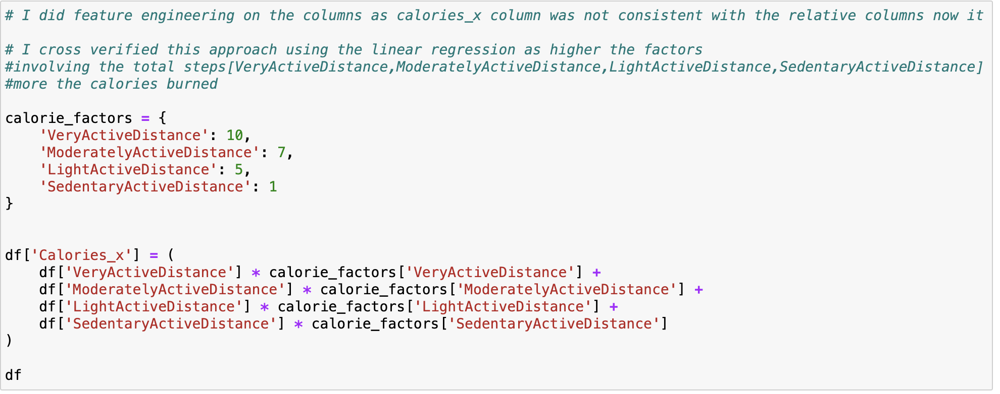 # I did feature engineering on the columns as calories_x column was not consistent with the relative columns now it
# I cross verified this approach using the linear regression as higher the factors
#involving the total steps[VeryActiveDistance,ModeratelyActiveDistance,LightActiveDistance,SedentaryActiveDistance]
#more the calories burned
calorie_factors = {
    'VeryActiveDistance': 10,
    'ModeratelyActiveDistance': 7,
    'LightActiveDistance': 5,
    'SedentaryActiveDistance': 1
}
df['Calories_x'] = (
    df['VeryActiveDistance'] * calorie_factors['VeryActiveDistance'] +
    df['ModeratelyActiveDistance'] * calorie_factors['ModeratelyActiveDistance'] +
    df['LightActiveDistance'] * calorie_factors['LightActiveDistance'] +
    df['SedentaryActiveDistance'] * calorie_factors['SedentaryActiveDistance']
)
df